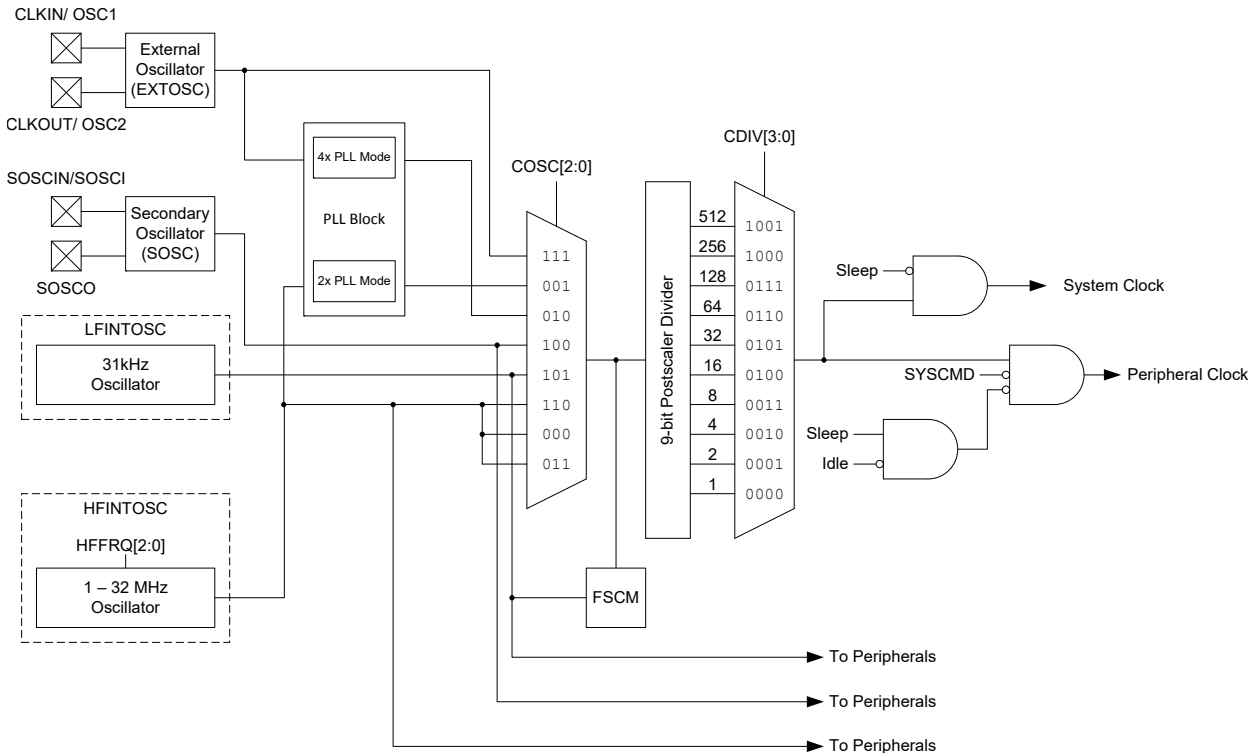 CLKIN/ OSC1
External
Oscillator
(EXTOSC)
CLKOUT/ OSC2
SOSCIN/SOSCI
Secondary
Oscillator
(SOSC)
SOSCO
LFINTOSC
31kHz
Oscillator
HFINTOSC
HFFRQ[2:0]
1 – 32 MHz
Oscillator
4x PLL Mode
PLL Block
2x PLL Mode
COSC[2:0]
111
001
010
100
101
110
000
011
FSCM
9-bit Postscaler Divider
512
256
128
64
32
16
8
4
2
1
CDIV[3:0]
1001
1000
0111
0110
0101
0100
0011
0010
0001
0000
Sleep
System Clock
SYSCMD
Peripheral Clock
Sleep
Idle
To Peripherals
To Peripherals
To Peripherals